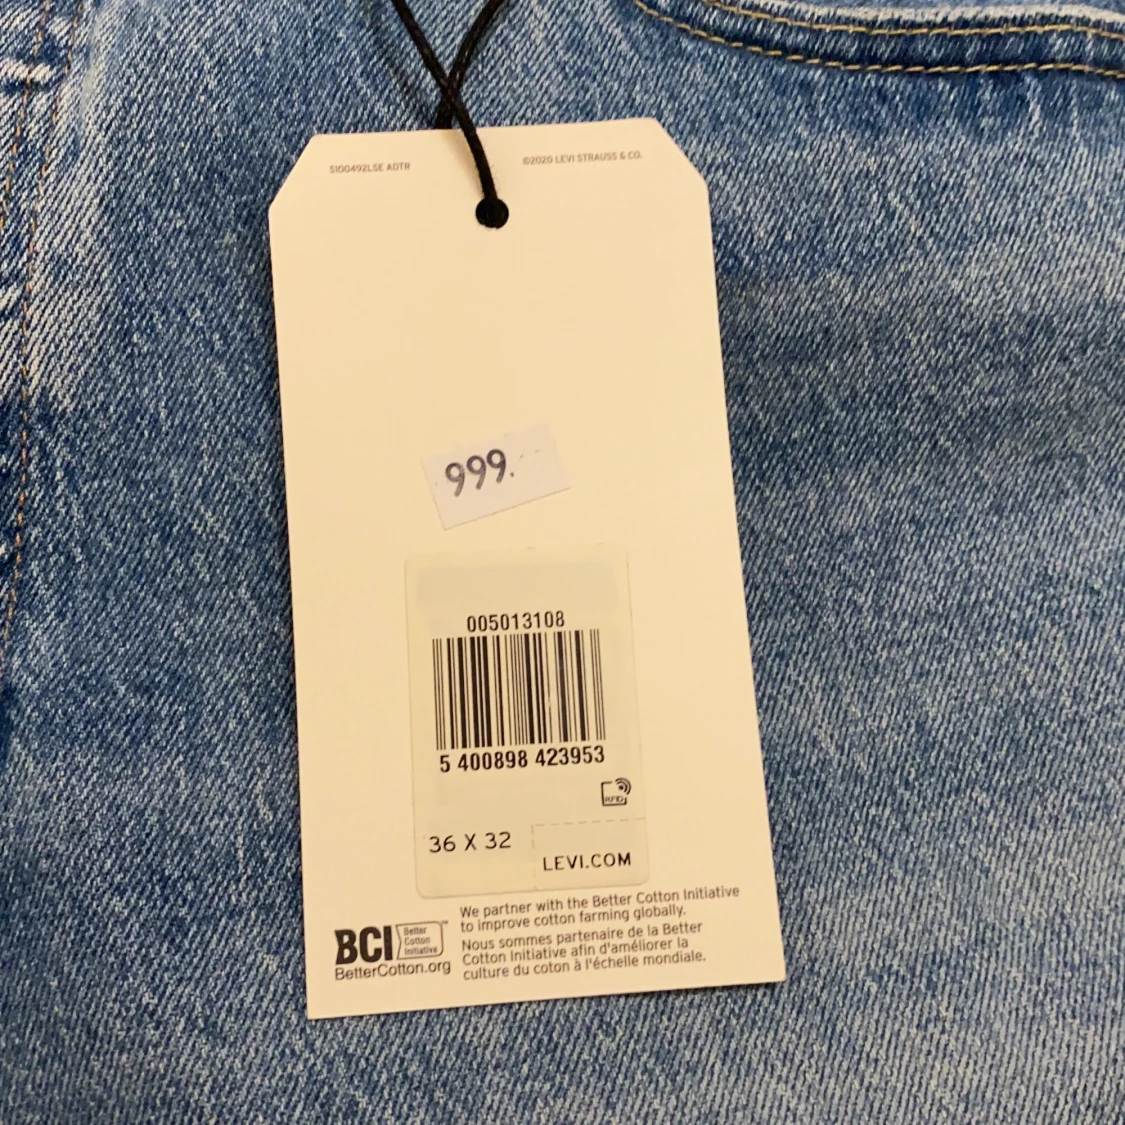 S100492LSE ADTR
©2020 LEVI STRAUSS & CO.
999.
005013108
5 400898 423953
RFID
36 X 32
LEVI.COM
BCI
Better
Cotton
Initiative™
BetterCotton.org
We partner with the Better Cotton Initiative
to improve cotton farming globally.
Nous sommes partenaire de la Better
Cotton Initiative afin d'améliorer la
culture du coton à l'échelle mondiale.